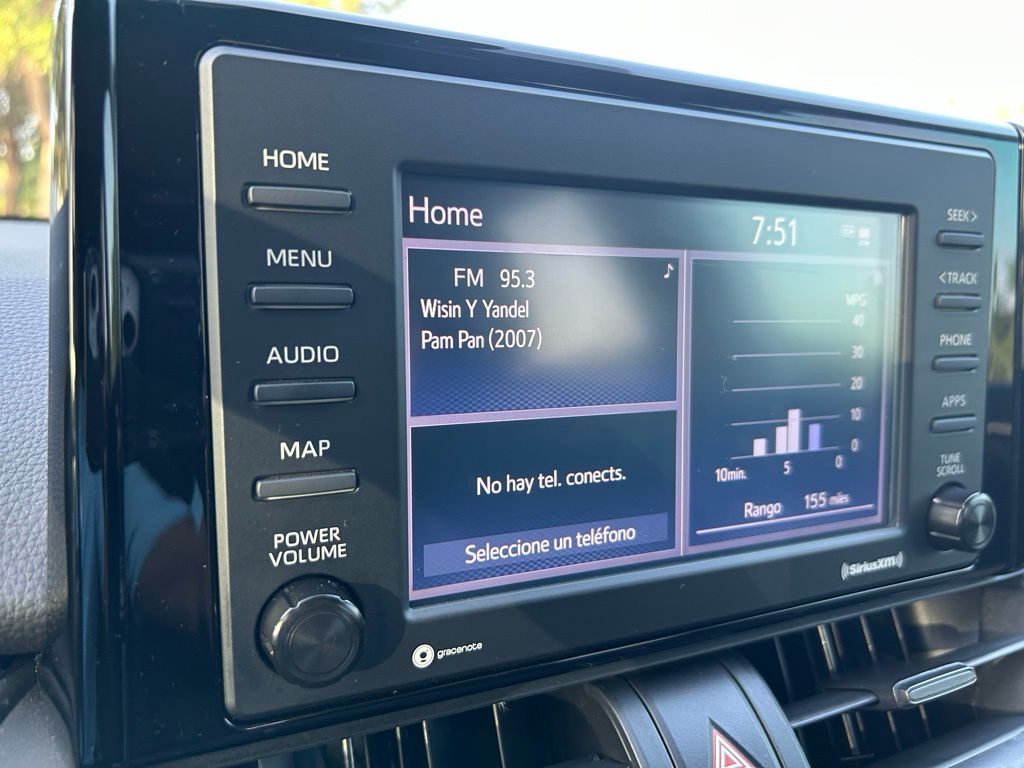 HOME
MENU
AUDIO
MAP
POWER
VOLUME
Home
7:51
FM 95.3
Wisin Y Yandel
Pam Pan (2007)
No hay tel. conects.
Seleccione un teléfono
MPG
40
30
20
10
0
10min. 5 0
Rango 155 miles
SEEK >
< TRACK
PHONE
APPS
TUNE
SCROLL
gracenote
SiriusXM